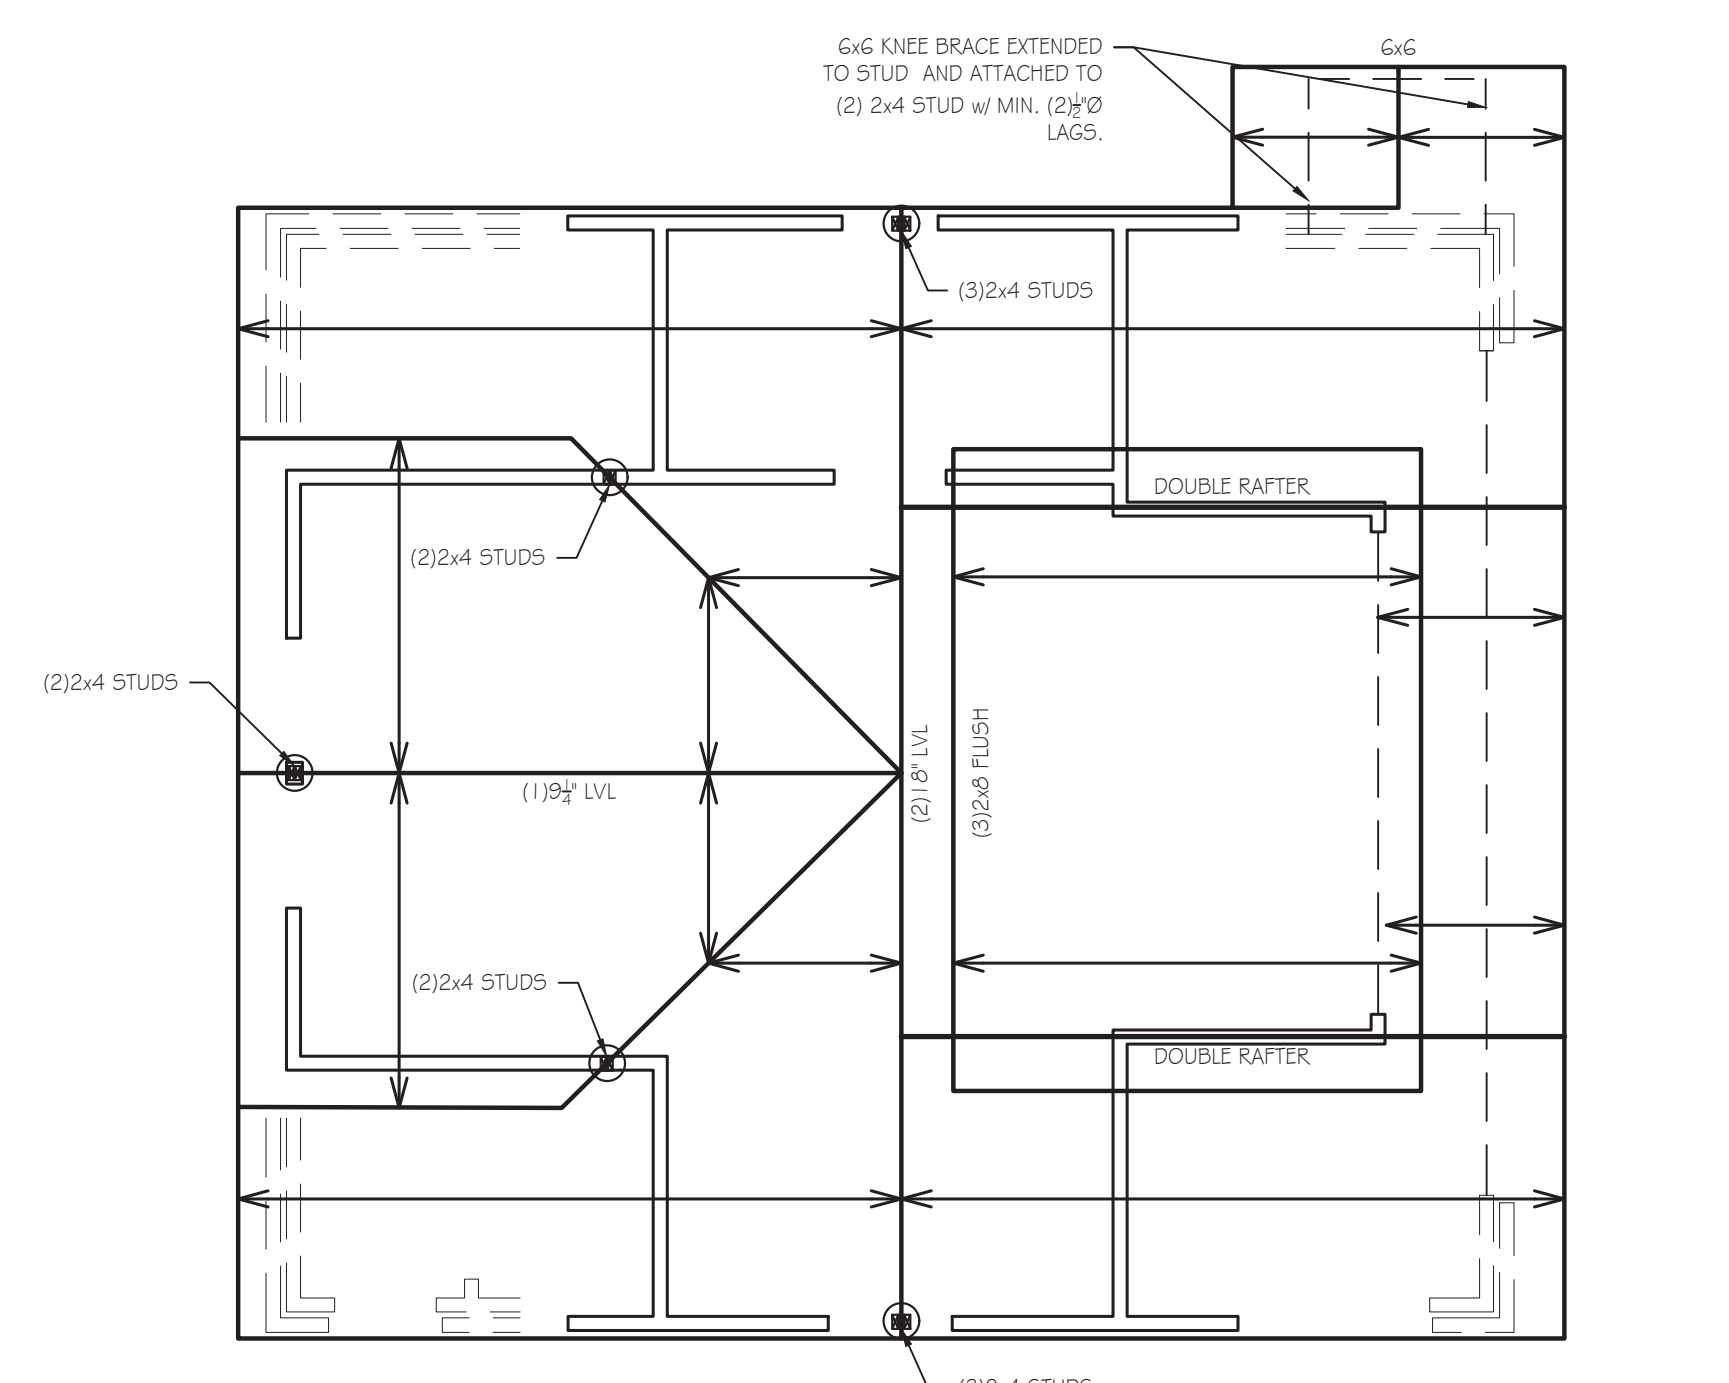 6x6 KNEE BRACE EXTENDED
TO STUD AND ATTACHED TO
(2) 2x4 STUD w/ MIN. (2)½"Ø
LAGS.
6x6
(3)2x4 STUDS
DOUBLE RAFTER
(2)2x4 STUDS
(2)2x4 STUDS
(1)9¼" LVL
(2)18" LVL
(3)2x8 FLUSH
(2)2x4 STUDS
DOUBLE RAFTER